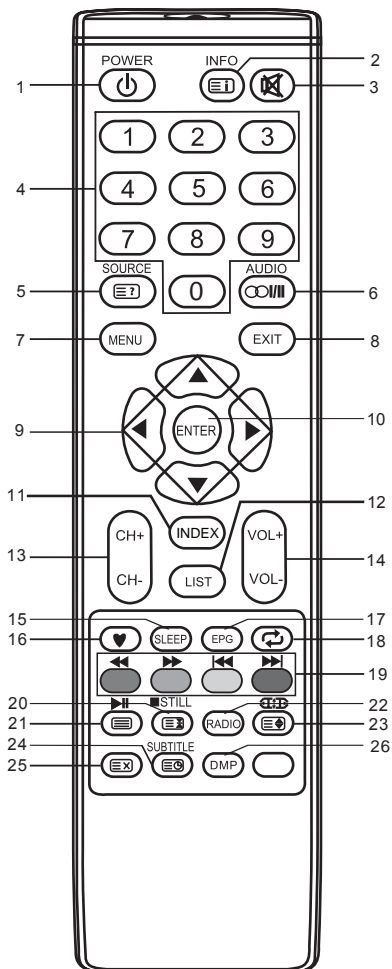 POWER INFO 2
1 3
1 2 3
4 4 5 6
7 8 9
SOURCE AUDIO
5 ? 0 I/II 6
7 MENU EXIT 8
9 ENTER 10
11 INDEX 12
13 CH+ VOL+ 14
CH- LIST VOL-
15 17
16 SLEEP EPG 18
19
20 STILL 22
21 RADIO 23
24 SUBTITLE 26
25 X DMP